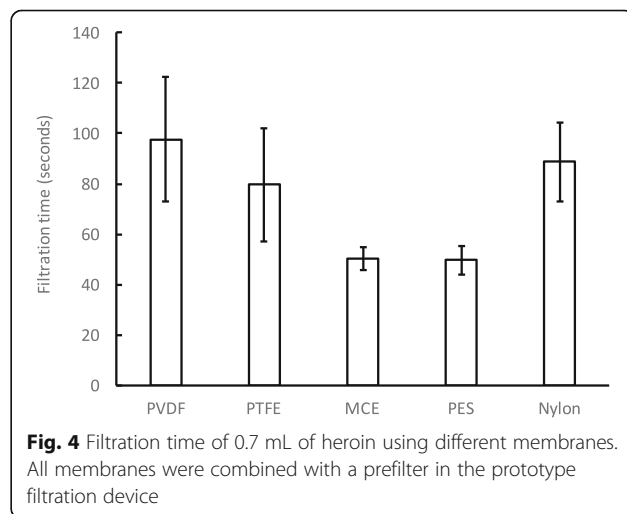 140
120
100
80
60
40
20
0
Filtration time (seconds)
PVDF PTFE MCE PES Nylon
Fig. 4 Filtration time of 0.7 mL of heroin using different membranes.
All membranes were combined with a prefilter in the prototype
filtration device